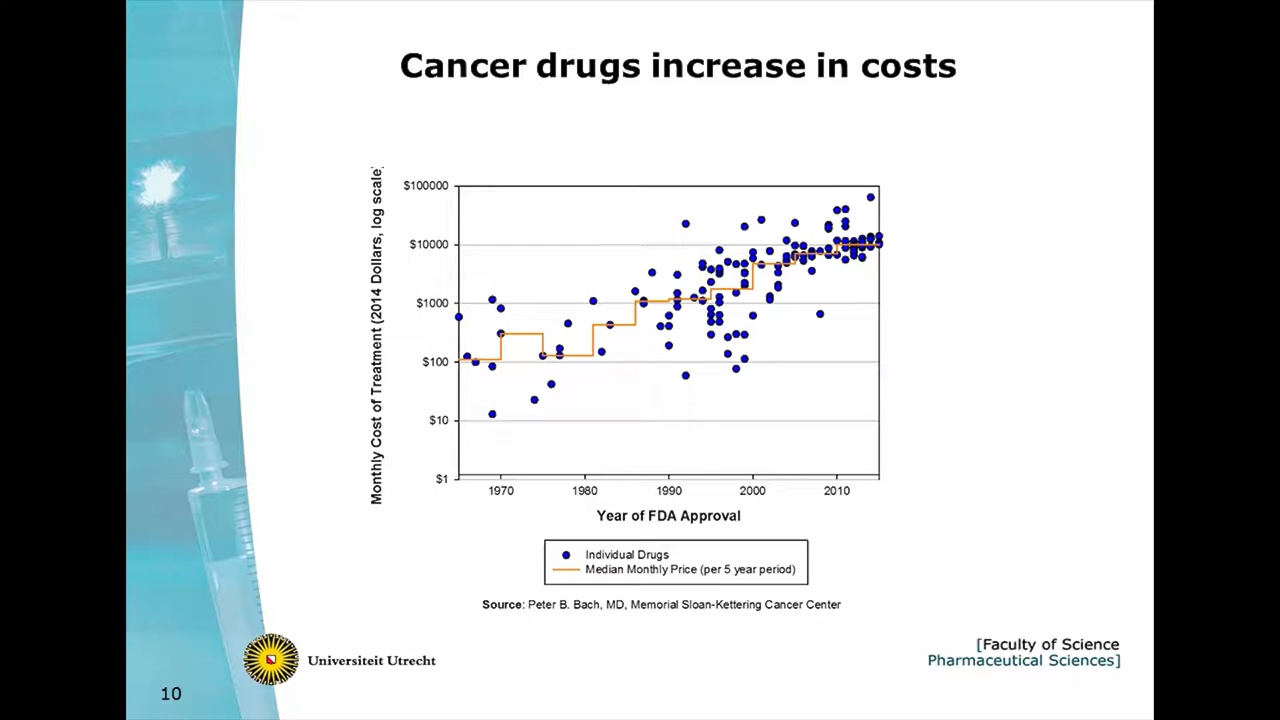 Cancer drugs increase in costs
Monthly Cost of Treatment (2014 Dollars, log scale)
$100000
$10000
$1000
$100
$10
$1
1970 1980 1990 2000 2010
Year of FDA Approval
Individual Drugs
Median Monthly Price (per 5 year period)
Source: Peter B. Bach, MD, Memorial Sloan-Kettering Cancer Center
Universiteit Utrecht
[Faculty of Science
Pharmaceutical Sciences]
10